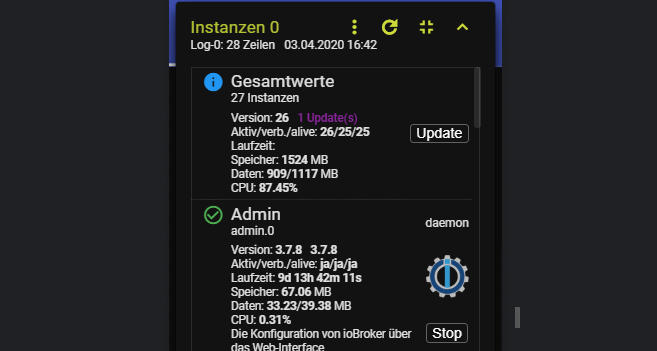 Instanzen 0
Log-0: 28 Zeilen 03.04.2020 16:42
Gesamtwerte
27 Instanzen
Version: 26 1 Update(s)
Aktiv/verb./alive: 26/25/25
Update
Laufzeit:
Speicher: 1524 MB
Daten: 909/1117 MB
CPU: 87.45%
Admin
daemon
admin.0
Version: 3.7.8 3.7.8
Aktiv/verb./alive: ja/ja/ja
Laufzeit: 9d 13h 42m 11s
Speicher: 67.06 MB
Daten: 33.23/39.38 MB
CPU: 0.31%
Die Konfiguration von ioBroker über
Stop
das Web-Interface